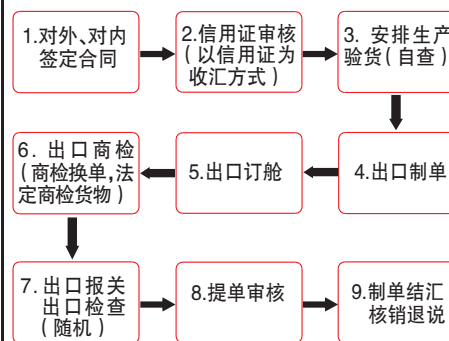 1.对外、对内
签定合同
2.信用证审核
(以信用证为
收汇方式)
3. 安排生产
验货(自查)
4.出口制单
5.出口订舱
6. 出口商检
(商检换单,法
定商检货物)
7. 出口报关
出口检查
(随机)
8.提单审核
9.制单结汇
核销退说